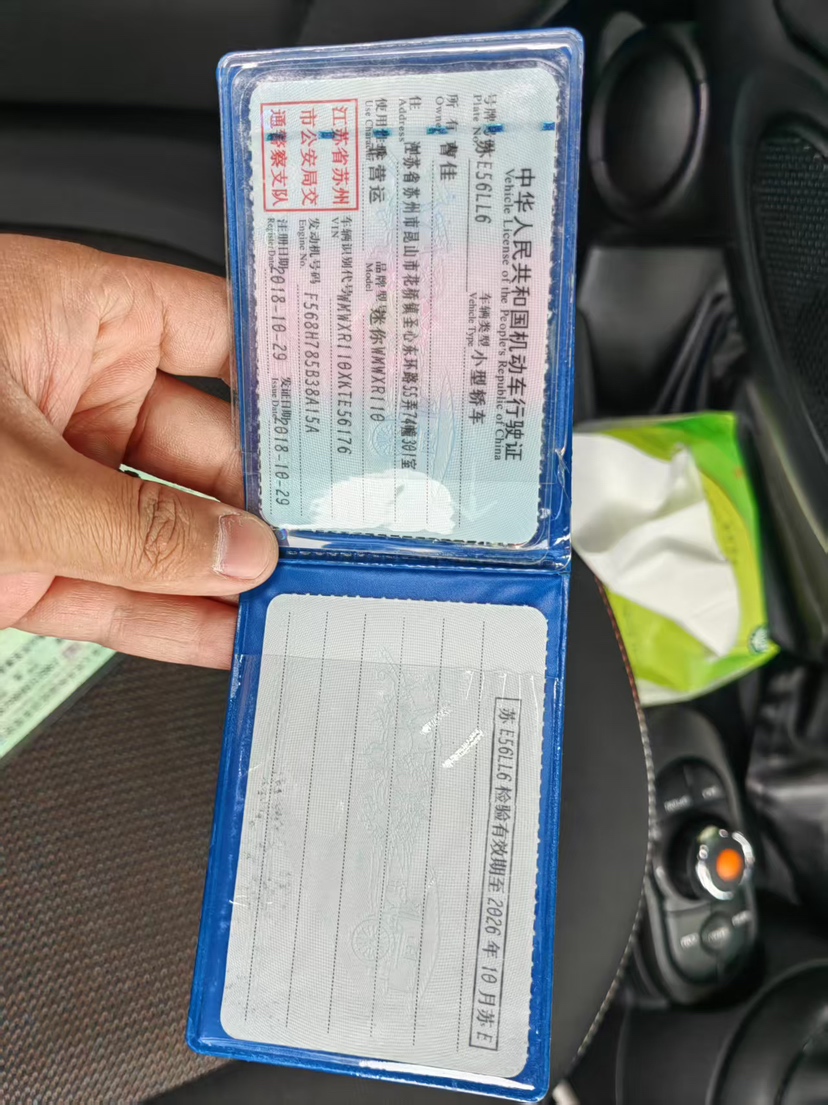 中华人民共和国机动车行驶证
Vehicle License of the People's Republic of China
号牌号码 苏E56LL6 车辆类型 小型轿车
Plate No. Vehicle Type
所有人 曹佳
Owner
住址 江苏省苏州市昆山市花桥镇圣心东环路55弄74幢301室
Address
使用性质 非营运 品牌型号 迷你WMWXR110
Use Character Model
江苏省苏州
市公安局交
通警察支队
车辆识别代号 WMWXR110XKTE56176
VIN
发动机号码 F568H785B38A15A
Engine No.
注册日期 2018-10-29 发证日期 2018-10-29
Register Date Issue Date
苏E56LL6检验有效期至2026年10月苏E